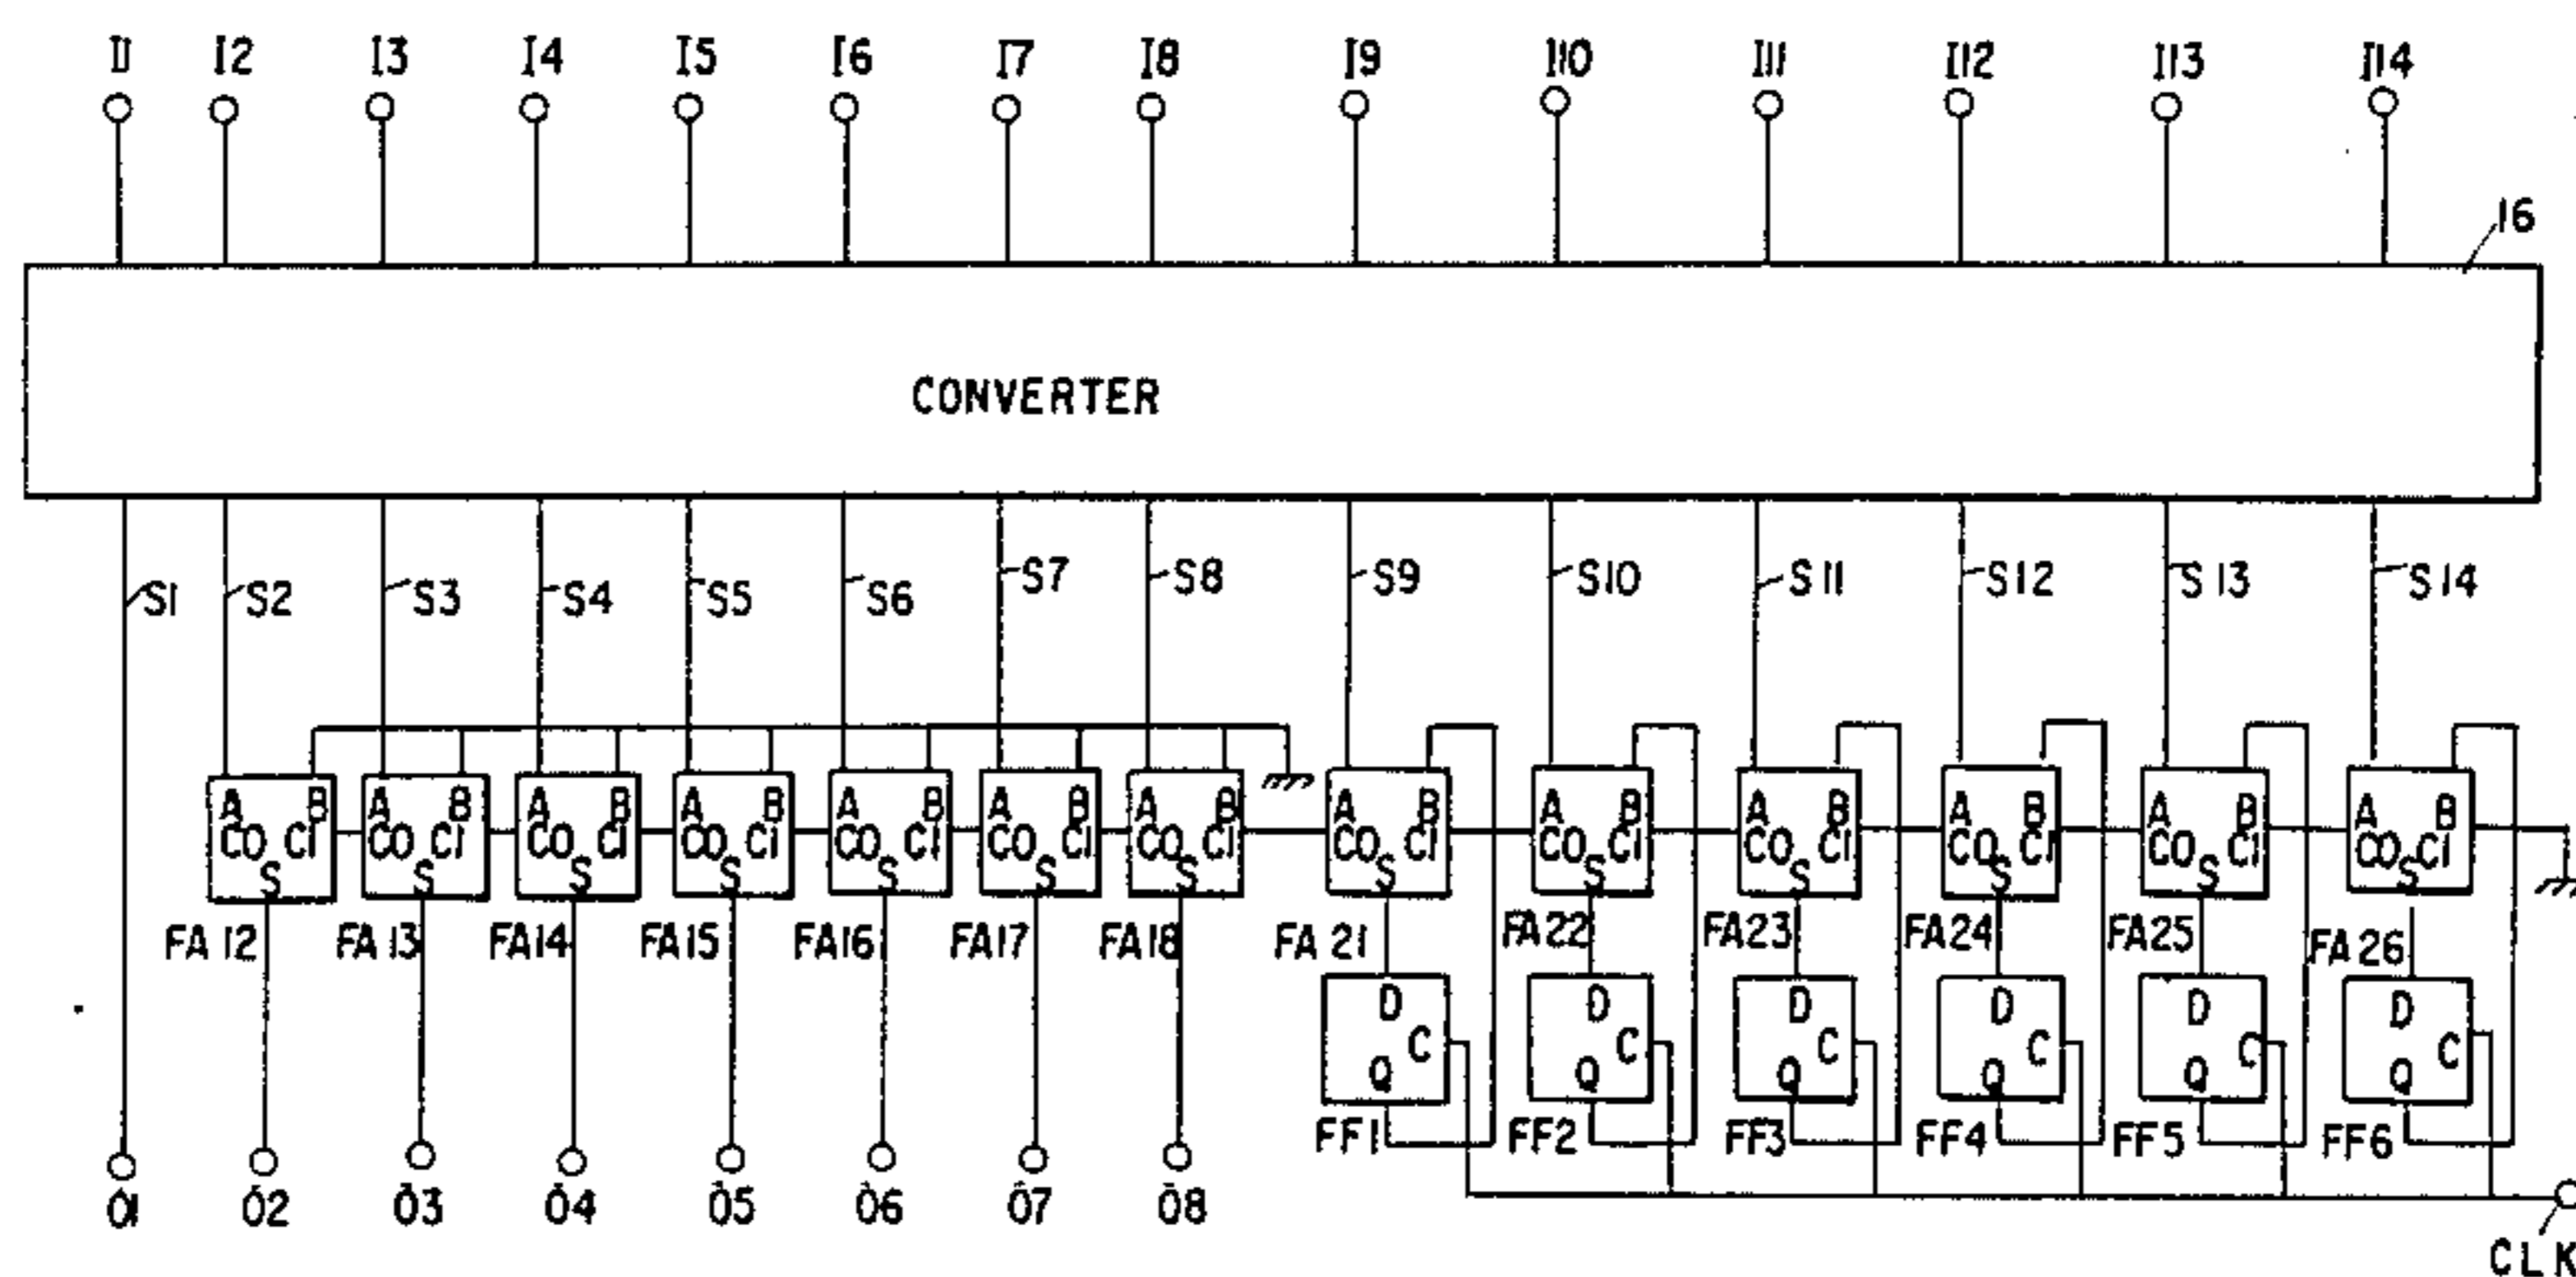 I1 I2 I3 I4 I5 I6 I7 I8 I9 I10 I11 I12 I13 I14
16
CONVERTER
S1 S2 S3 S4 S5 S6 S7 S8 S9 S10 S11 S12 S13 S14
A B A B A B A B A B A B A B A B A B A B A B A B A B
CO CI CO CI CO CI CO CI CO CI CO CI CO CI CO CI CO CI CO CI CO CI CO CI CO CI
S S S S S S S S S S S S S
FA12 FA13 FA14 FA15 FA16 FA17 FA18 FA21 FA22 FA23 FA24 FA25 FA26
D D D D D D
C C C C C C
Q Q Q Q Q Q
FF1 FF2 FF3 FF4 FF5 FF6
O1 O2 O3 O4 O5 O6 O7 O8
CLK